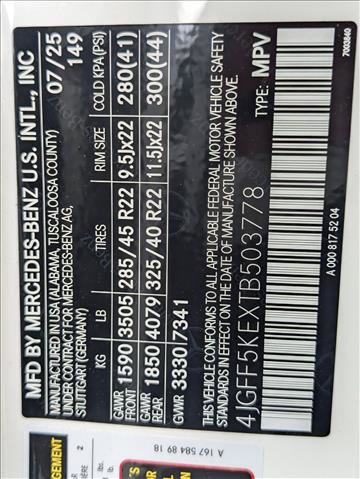 MFD BY MERCEDES-BENZ U.S. INTL., INC
MANUFACTURED IN USA (ALABAMA, TUSCALOOSA COUNTY)
UNDER CONTRACT FOR MERCEDES-BENZ AG,
STUTTGART (GERMANY)
07/25
149
KG LB TIRES RIM SIZE COLD KPA (PSI)
GAWR FRONT 1590 3505 285/45 R22 9.5Jx22 280(41)
GAWR REAR 1850 4079 325/40 R22 11.5Jx22 300(44)
GVWR 3330 7341
THIS VEHICLE CONFORMS TO ALL APPLICABLE FEDERAL MOTOR VEHICLE SAFETY
STANDARDS IN EFFECT ON THE DATE OF MANUFACTURE SHOWN ABOVE.
4JGFF5KEXTB503778 TYPE: MPV
A 000 817 52 04
7003840
A 167 584 89 18
2
lbs.
lb.